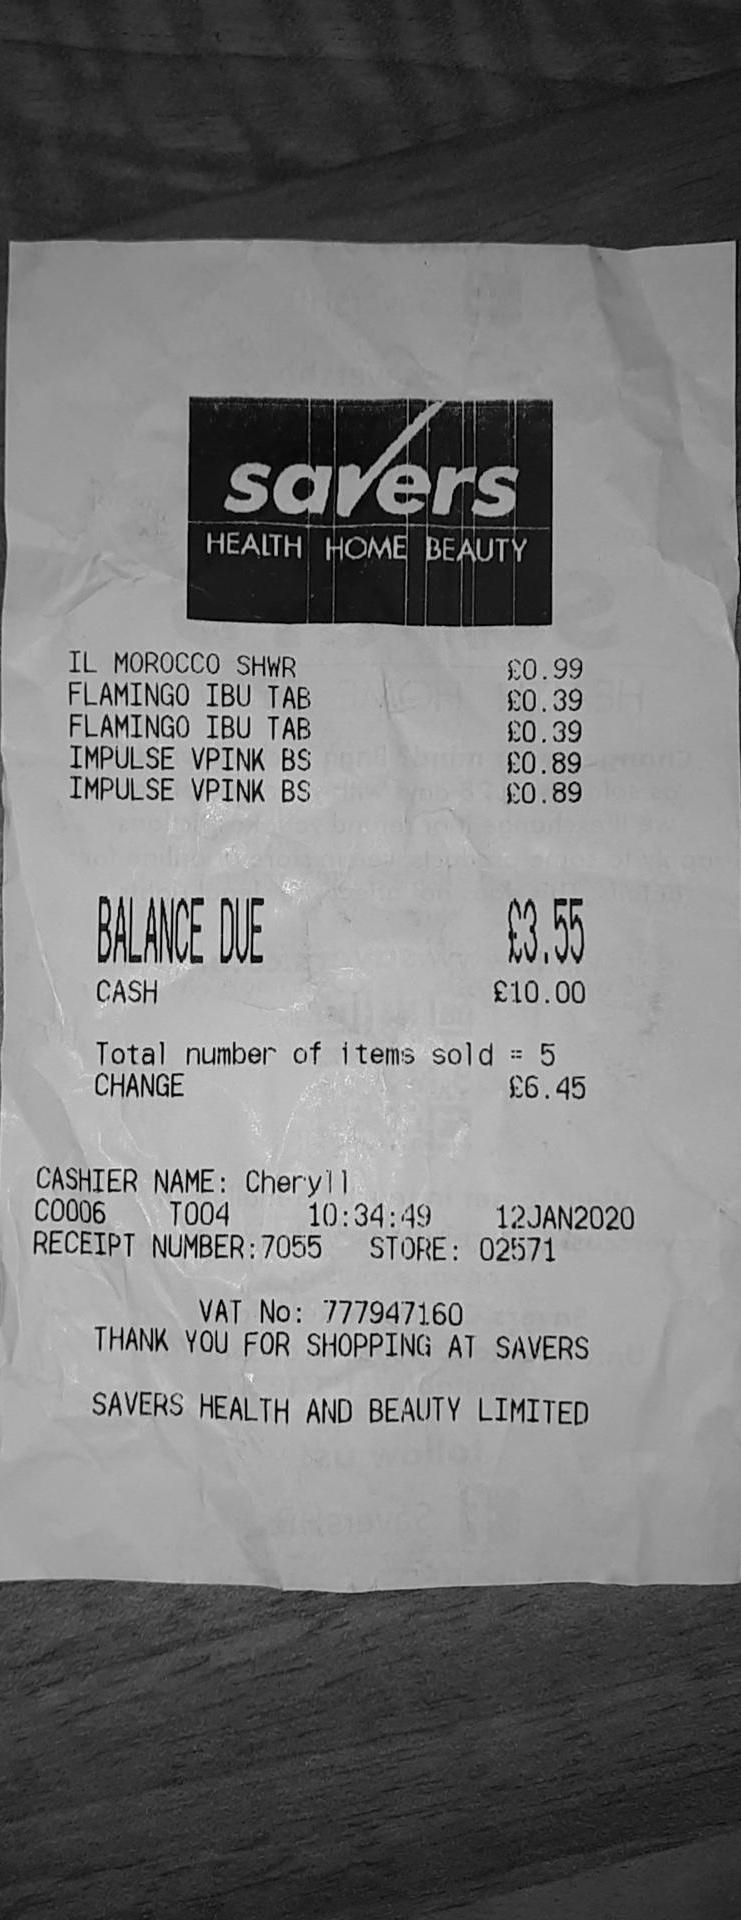 savers
HEALTH HOME BEAUTY
IL MOROCCO SHWR £0.99
FLAMINGO IBU TAB £0.39
FLAMINGO IBU TAB £0.39
IMPULSE VPINK BS £0.89
IMPULSE VPINK BS £0.89
BALANCE DUE £3.55
CASH £10.00
Total number of items sold = 5
CHANGE £6.45
CASHIER NAME: Cheryll
C0006 T004 10:34:49 12JAN2020
RECEIPT NUMBER:7055 STORE: 02571
VAT No: 777947160
THANK YOU FOR SHOPPING AT SAVERS
SAVERS HEALTH AND BEAUTY LIMITED